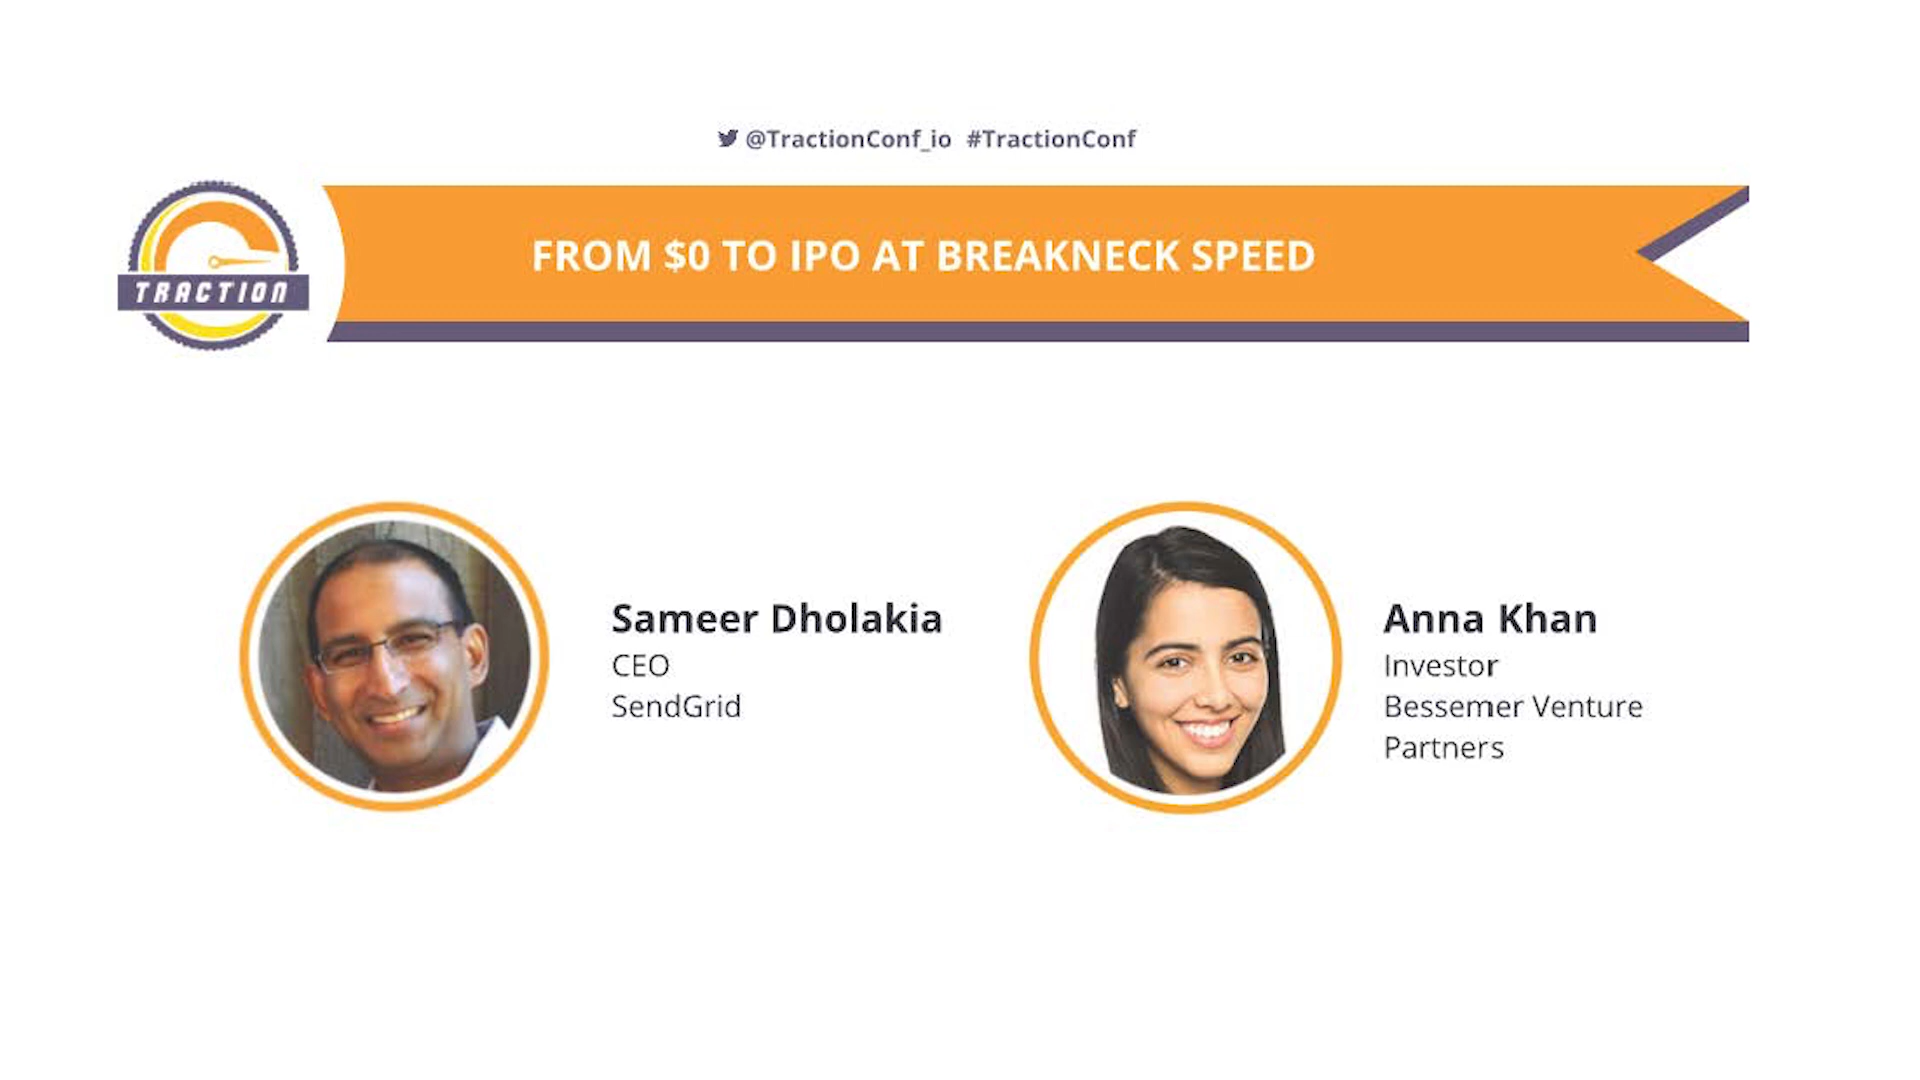 @TractionConf_io #TractionConf
FROM $0 TO IPO AT BREAKNECK SPEED
TRACTION
Sameer Dholakia
CEO
SendGrid
Anna Khan
Investor
Bessemer Venture
Partners